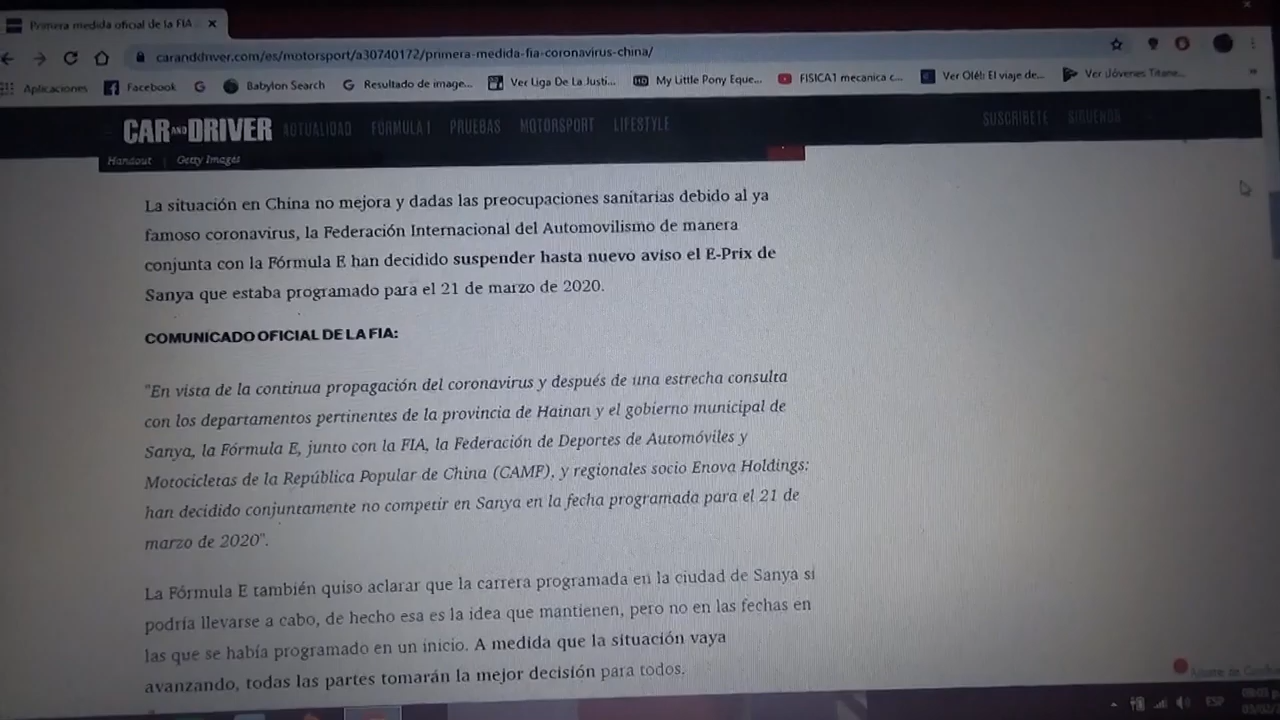 Primera medida oficial de la FIA
caranddriver.com/es/motorsport/a30740172/primera-medida-fia-coronavirus-china/
Aplicaciones Facebook Babylon Search Resultado de image... Ver Liga De La Justi... My Little Pony Eque... FISICA1 mecanica c... Ver Olé!: El viaje de... Ver Jóvenes Titane...
CAR AND DRIVER ACTUALIDAD FÓRMULA 1 PRUEBAS MOTORSPORT LIFESTYLE SUSCRÍBETE SÍGUENOS
Handout | Getty Images
La situación en China no mejora y dadas las preocupaciones sanitarias debido al ya
famoso coronavirus, la Federación Internacional del Automovilismo de manera
conjunta con la Fórmula E han decidido suspender hasta nuevo aviso el E-Prix de
Sanya que estaba programado para el 21 de marzo de 2020.
COMUNICADO OFICIAL DE LA FIA:
"En vista de la continua propagación del coronavirus y después de una estrecha consulta
con los departamentos pertinentes de la provincia de Hainan y el gobierno municipal de
Sanya, la Fórmula E, junto con la FIA, la Federación de Deportes de Automóviles y
Motocicletas de la República Popular de China (CAMF), y regionales socio Enova Holdings:
han decidido conjuntamente no competir en Sanya en la fecha programada para el 21 de
marzo de 2020".
La Fórmula E también quiso aclarar que la carrera programada en la ciudad de Sanya sí
podría llevarse a cabo, de hecho esa es la idea que mantienen, pero no en las fechas en
las que se había programado en un inicio. A medida que la situación vaya
avanzando, todas las partes tomarán la mejor decisión para todos.
ESP